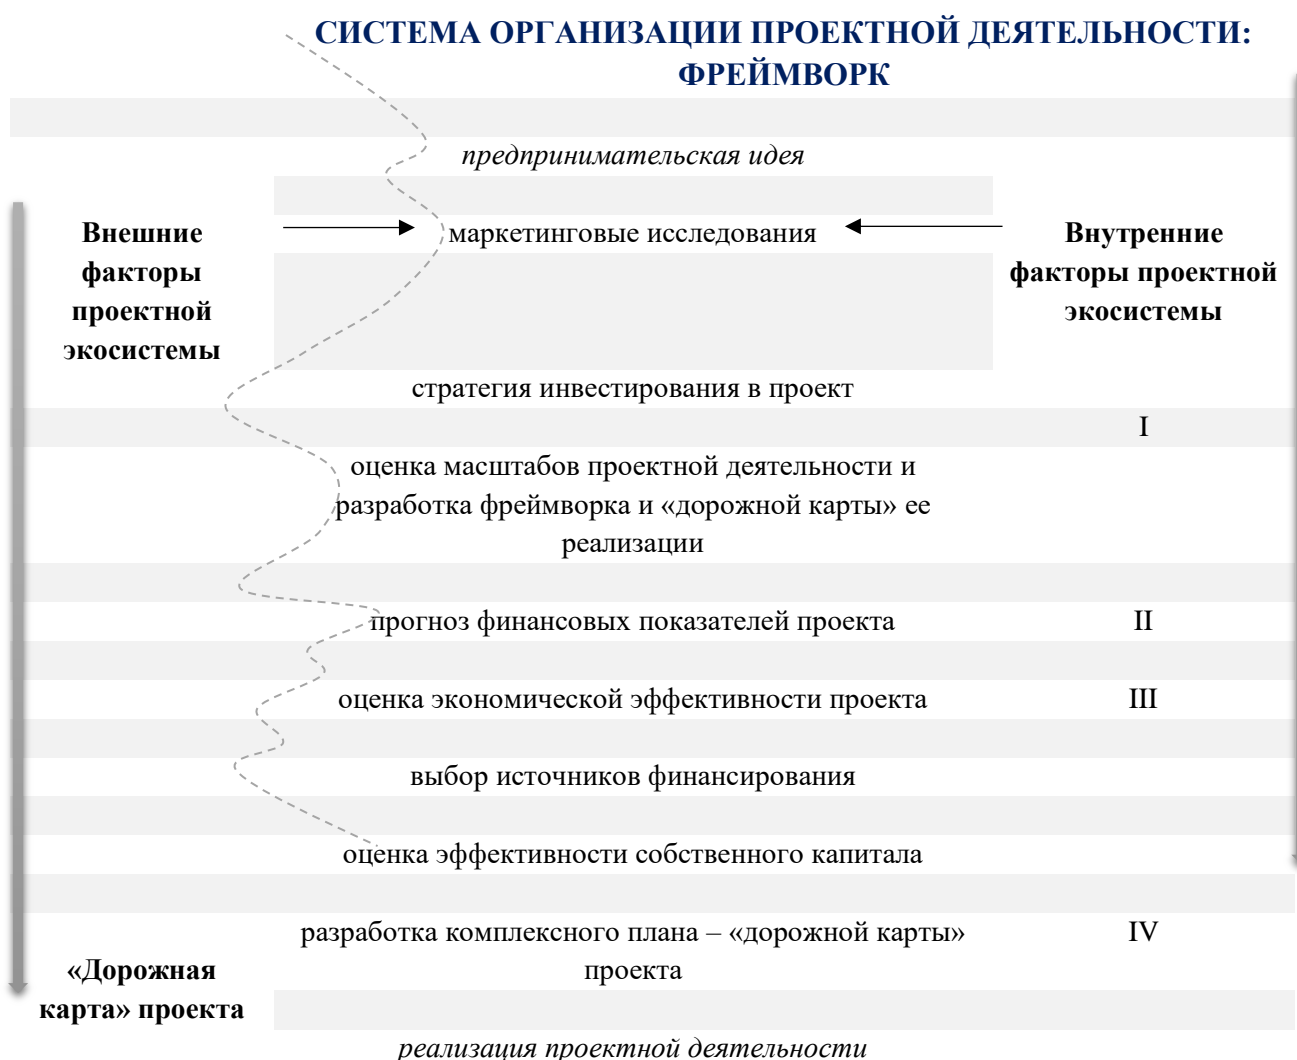 СИСТЕМА ОРГАНИЗАЦИИ ПРОЕКТНОЙ ДЕЯТЕЛЬНОСТИ:
ФРЕЙМВОРК
предпринимательская идея
Внешние
факторы
проектной
экосистемы
маркетинговые исследования
Внутренние
факторы проектной
экосистемы
стратегия инвестирования в проект
I
оценка масштабов проектной деятельности и
разработка фреймворка и «дорожной карты» ее
реализации
прогноз финансовых показателей проекта
II
оценка экономической эффективности проекта
III
выбор источников финансирования
оценка эффективности собственного капитала
разработка комплексного плана – «дорожной карты»
проекта
IV
«Дорожная
карта» проекта
реализация проектной деятельности